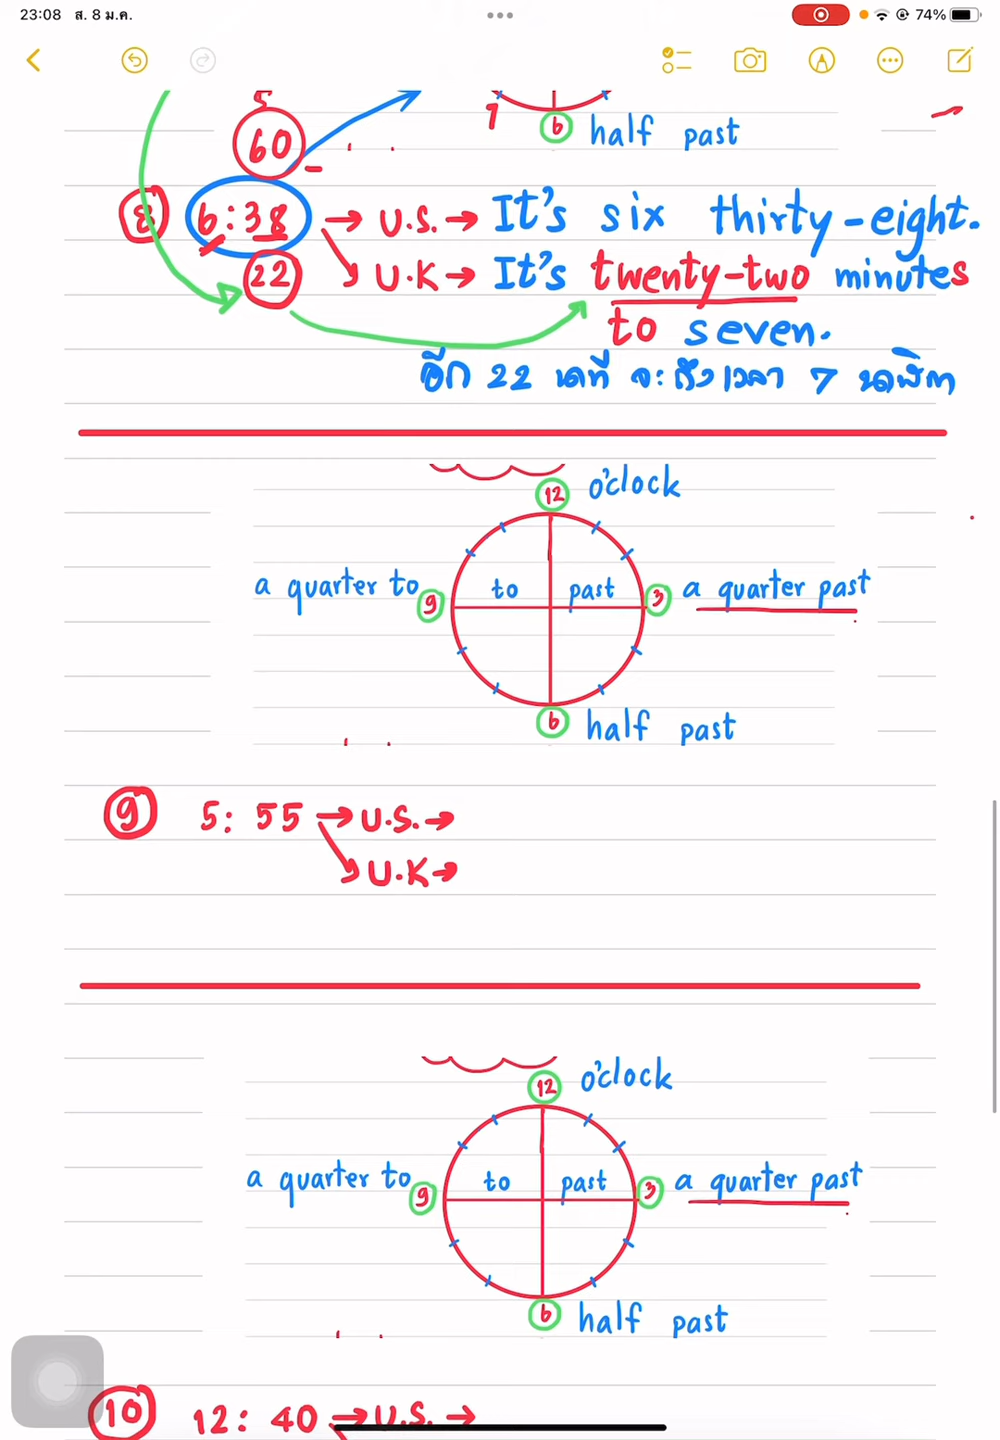 23:08 ส. 8 ม.ค.
74%
5
60
7
6 half past
8 6:38 → U.S. → It's six thirty-eight.
22 U.K → It's twenty-two minutes
to seven.
อีก 22 นาที จะถึงเวลา 7 นาฬิกา
12 o'clock
a quarter to 9 to past 3 a quarter past
6 half past
9 5:55 → U.S. →
U.K →
12 o'clock
a quarter to 9 to past 3 a quarter past
6 half past
10 12:40 → U.S. →